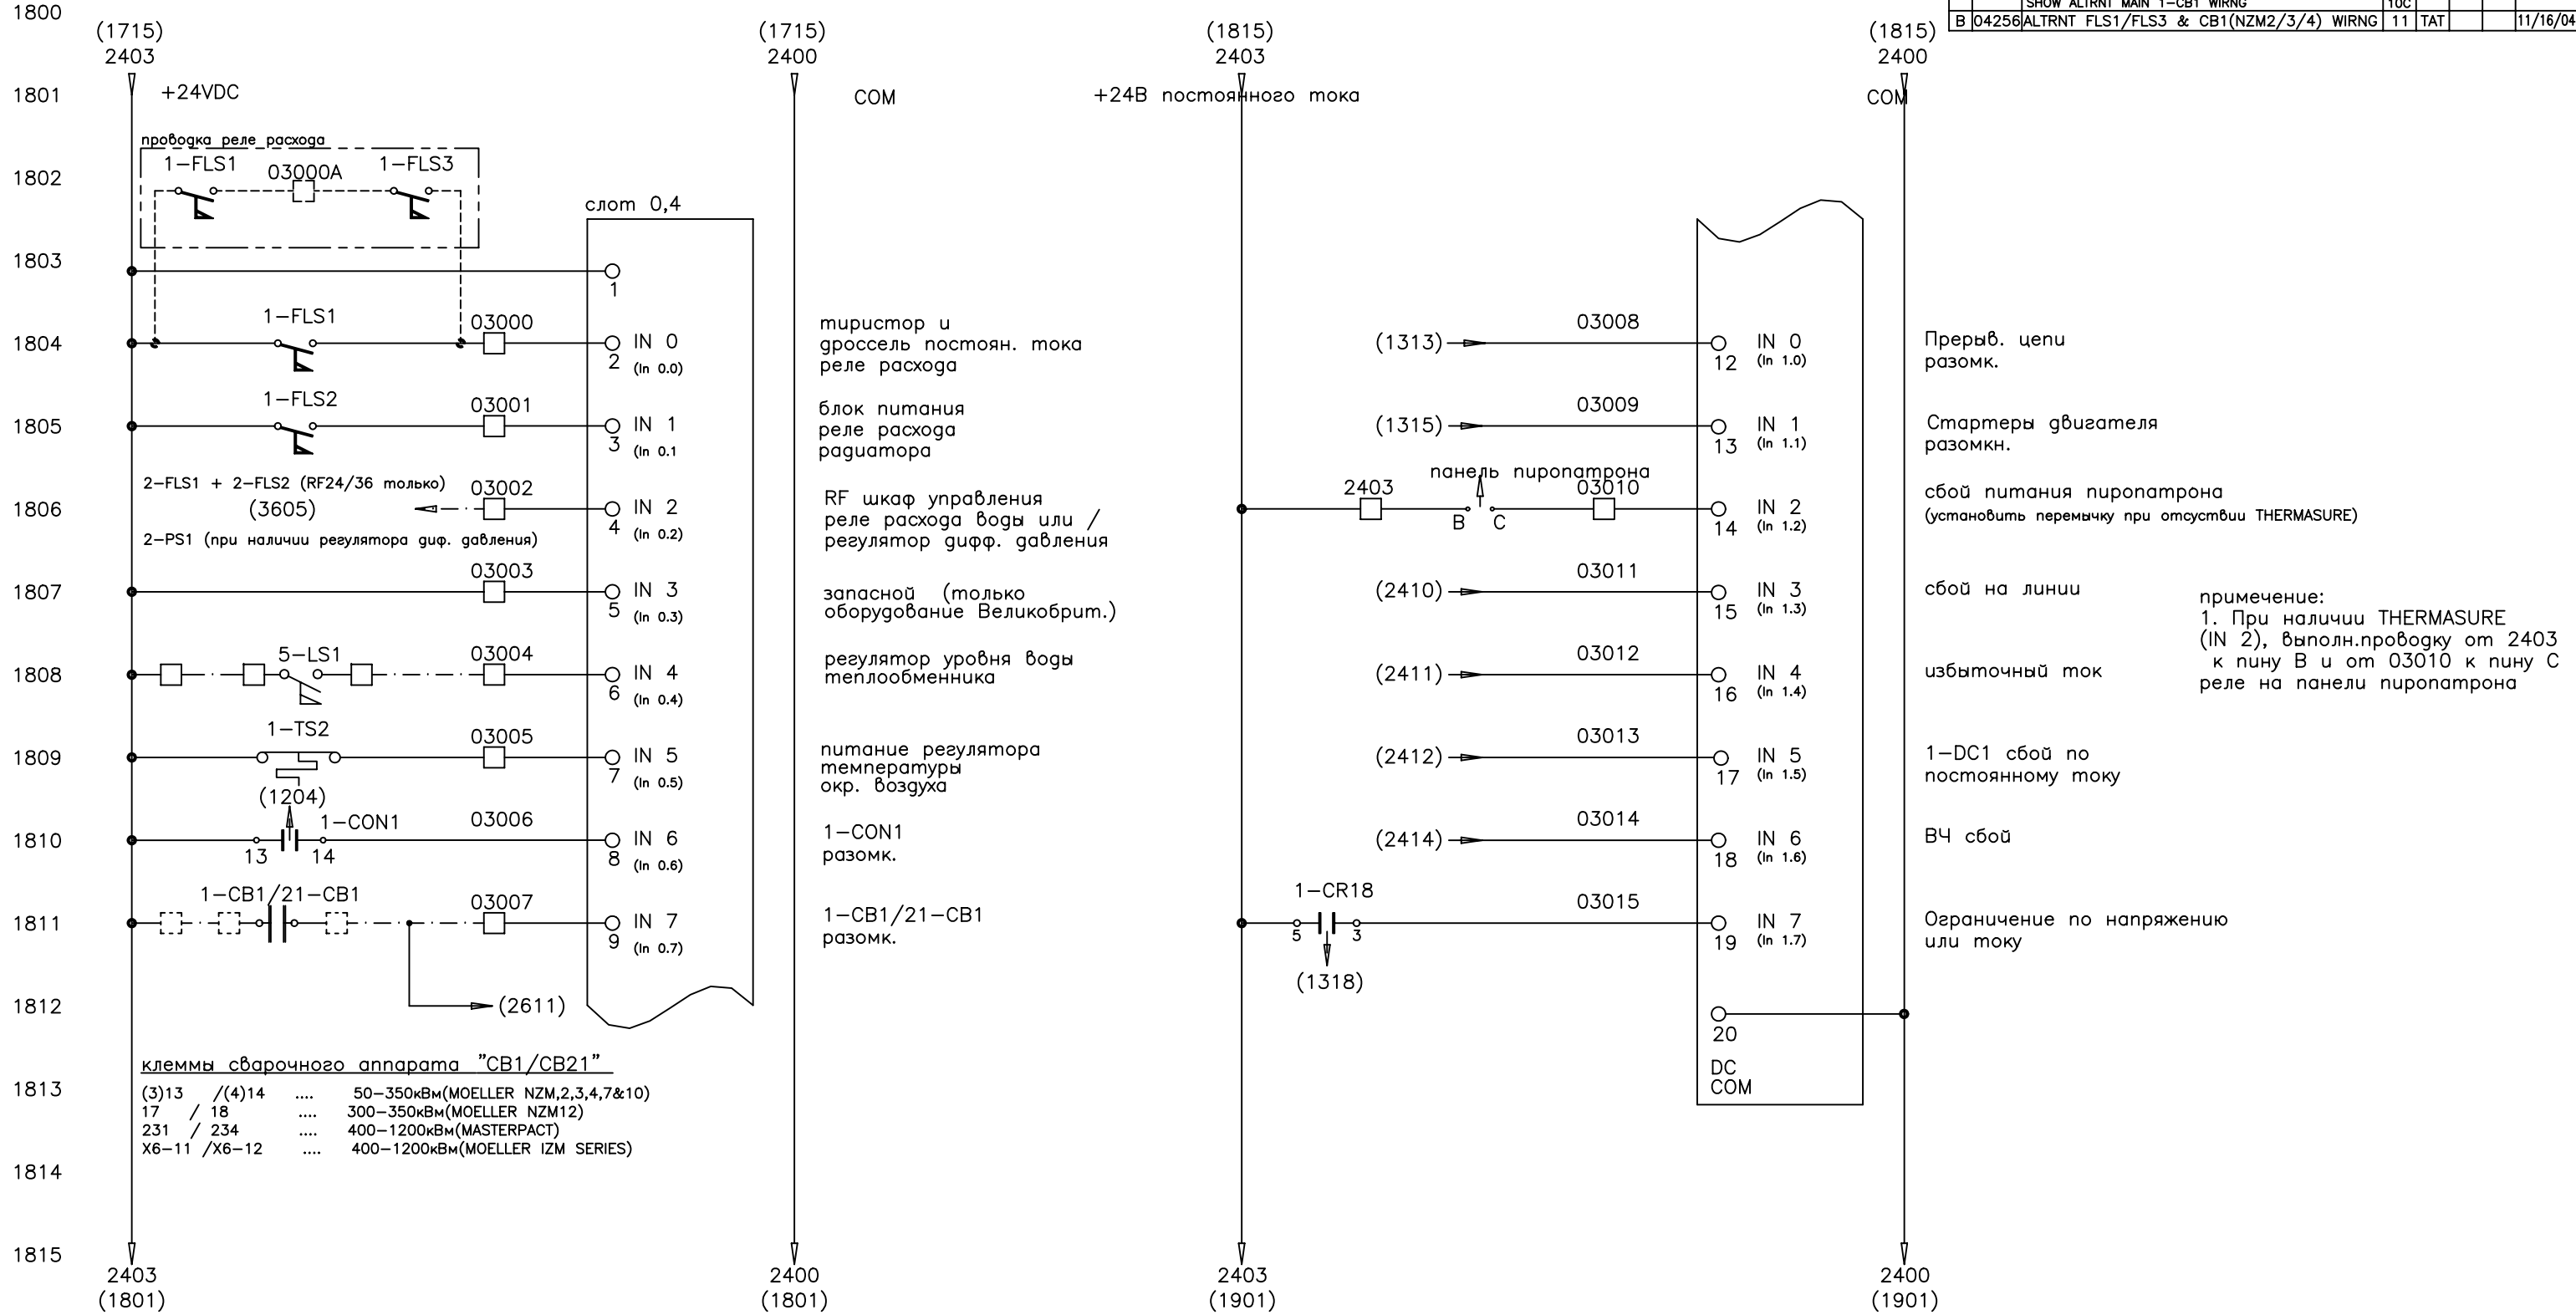 SHOW ALTRNT MAIN 1-CB1 WIRNG 10C
B 04256 ALTRNT FLS1/FLS3 & CB1(NZM2/3/4) WIRNG 11 TAT 11/16/04
1800
1801
1802
1803
1804
1805
1806
1807
1808
1809
1810
1811
1812
1813
1814
1815
(1715)
2403
+24VDC
проводка реле расхода
1-FLS1
03000A
1-FLS3
слот 0,4
1
1-FLS1
03000
IN 0
2
(In 0.0)
1-FLS2
03001
IN 1
3
(In 0.1
2-FLS1 + 2-FLS2 (RF24/36 только)
(3605)
2-PS1 (при наличии регулятора диф. давления)
03002
IN 2
4
(In 0.2)
03003
IN 3
5
(In 0.3)
5-LS1
03004
IN 4
6
(In 0.4)
1-TS2
03005
IN 5
7
(In 0.5)
(1204)
1-CON1
13
14
03006
IN 6
8
(In 0.6)
1-CB1/21-CB1
03007
IN 7
9
(In 0.7)
(2611)
клеммы сварочного аппарата "CB1/CB21"
(3)13 /(4)14 .... 50-350кВм(MOELLER NZM,2,3,4,7&10)
17 / 18 .... 300-350кВм(MOELLER NZM12)
231 / 234 .... 400-1200кВм(MASTERPACT)
X6-11 /X6-12 .... 400-1200кВм(MOELLER IZM SERIES)
2403
(1801)
(1715)
2400
COM
тиристор и
дроссель постоян. тока
реле расхода
блок питания
реле расхода
радиатора
RF шкаф управления
реле расхода воды или /
регулятор дифф. давления
запасной (только
оборудование Великобрит.)
регулятор уровня воды
теплообменника
питание регулятора
температуры
окр. воздуха
1-CON1
разомк.
1-CB1/21-CB1
разомк.
2400
(1801)
(1815)
2403
+24В постоянного тока
(1313)
03008
IN 0
12
(In 1.0)
(1315)
03009
IN 1
13
(In 1.1)
панель пиропатрона
2403
B
C
03010
IN 2
14
(In 1.2)
(2410)
03011
IN 3
15
(In 1.3)
(2411)
03012
IN 4
16
(In 1.4)
(2412)
03013
IN 5
17
(In 1.5)
(2414)
03014
IN 6
18
(In 1.6)
1-CR18
5
3
(1318)
03015
IN 7
19
(In 1.7)
20
DC
COM
2403
(1901)
(1815)
2400
COM
Прерыв. цепи
разомк.
Стартеры двигателя
разомкн.
сбой питания пиропатрона
(установить перемычку при отсуствии THERMASURE)
сбой на линии
избыточный ток
1-DC1 сбой по
постоянному току
ВЧ сбой
Ограничение по напряжению
или току
примечение:
1. При наличии THERMASURE
(IN 2), выполн.проводку от 2403
к пину В и от 03010 к пину С
реле на панели пиропатрона
2400
(1901)